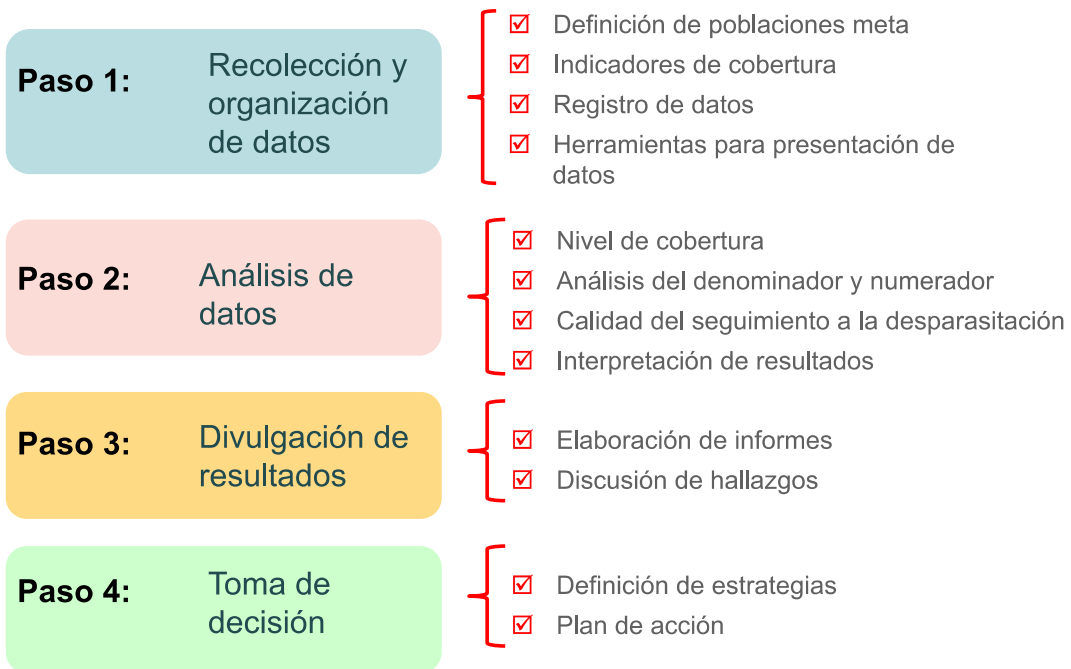 Paso 1:
Recolección y
organización
de datos
Definición de poblaciones meta
Indicadores de cobertura
Registro de datos
Herramientas para presentación de
datos
Paso 2:
Análisis de
datos
Nivel de cobertura
Análisis del denominador y numerador
Calidad del seguimiento a la desparasitación
Interpretación de resultados
Paso 3:
Divulgación de
resultados
Elaboración de informes
Discusión de hallazgos
Paso 4:
Toma de
decisión
Definición de estrategias
Plan de acción